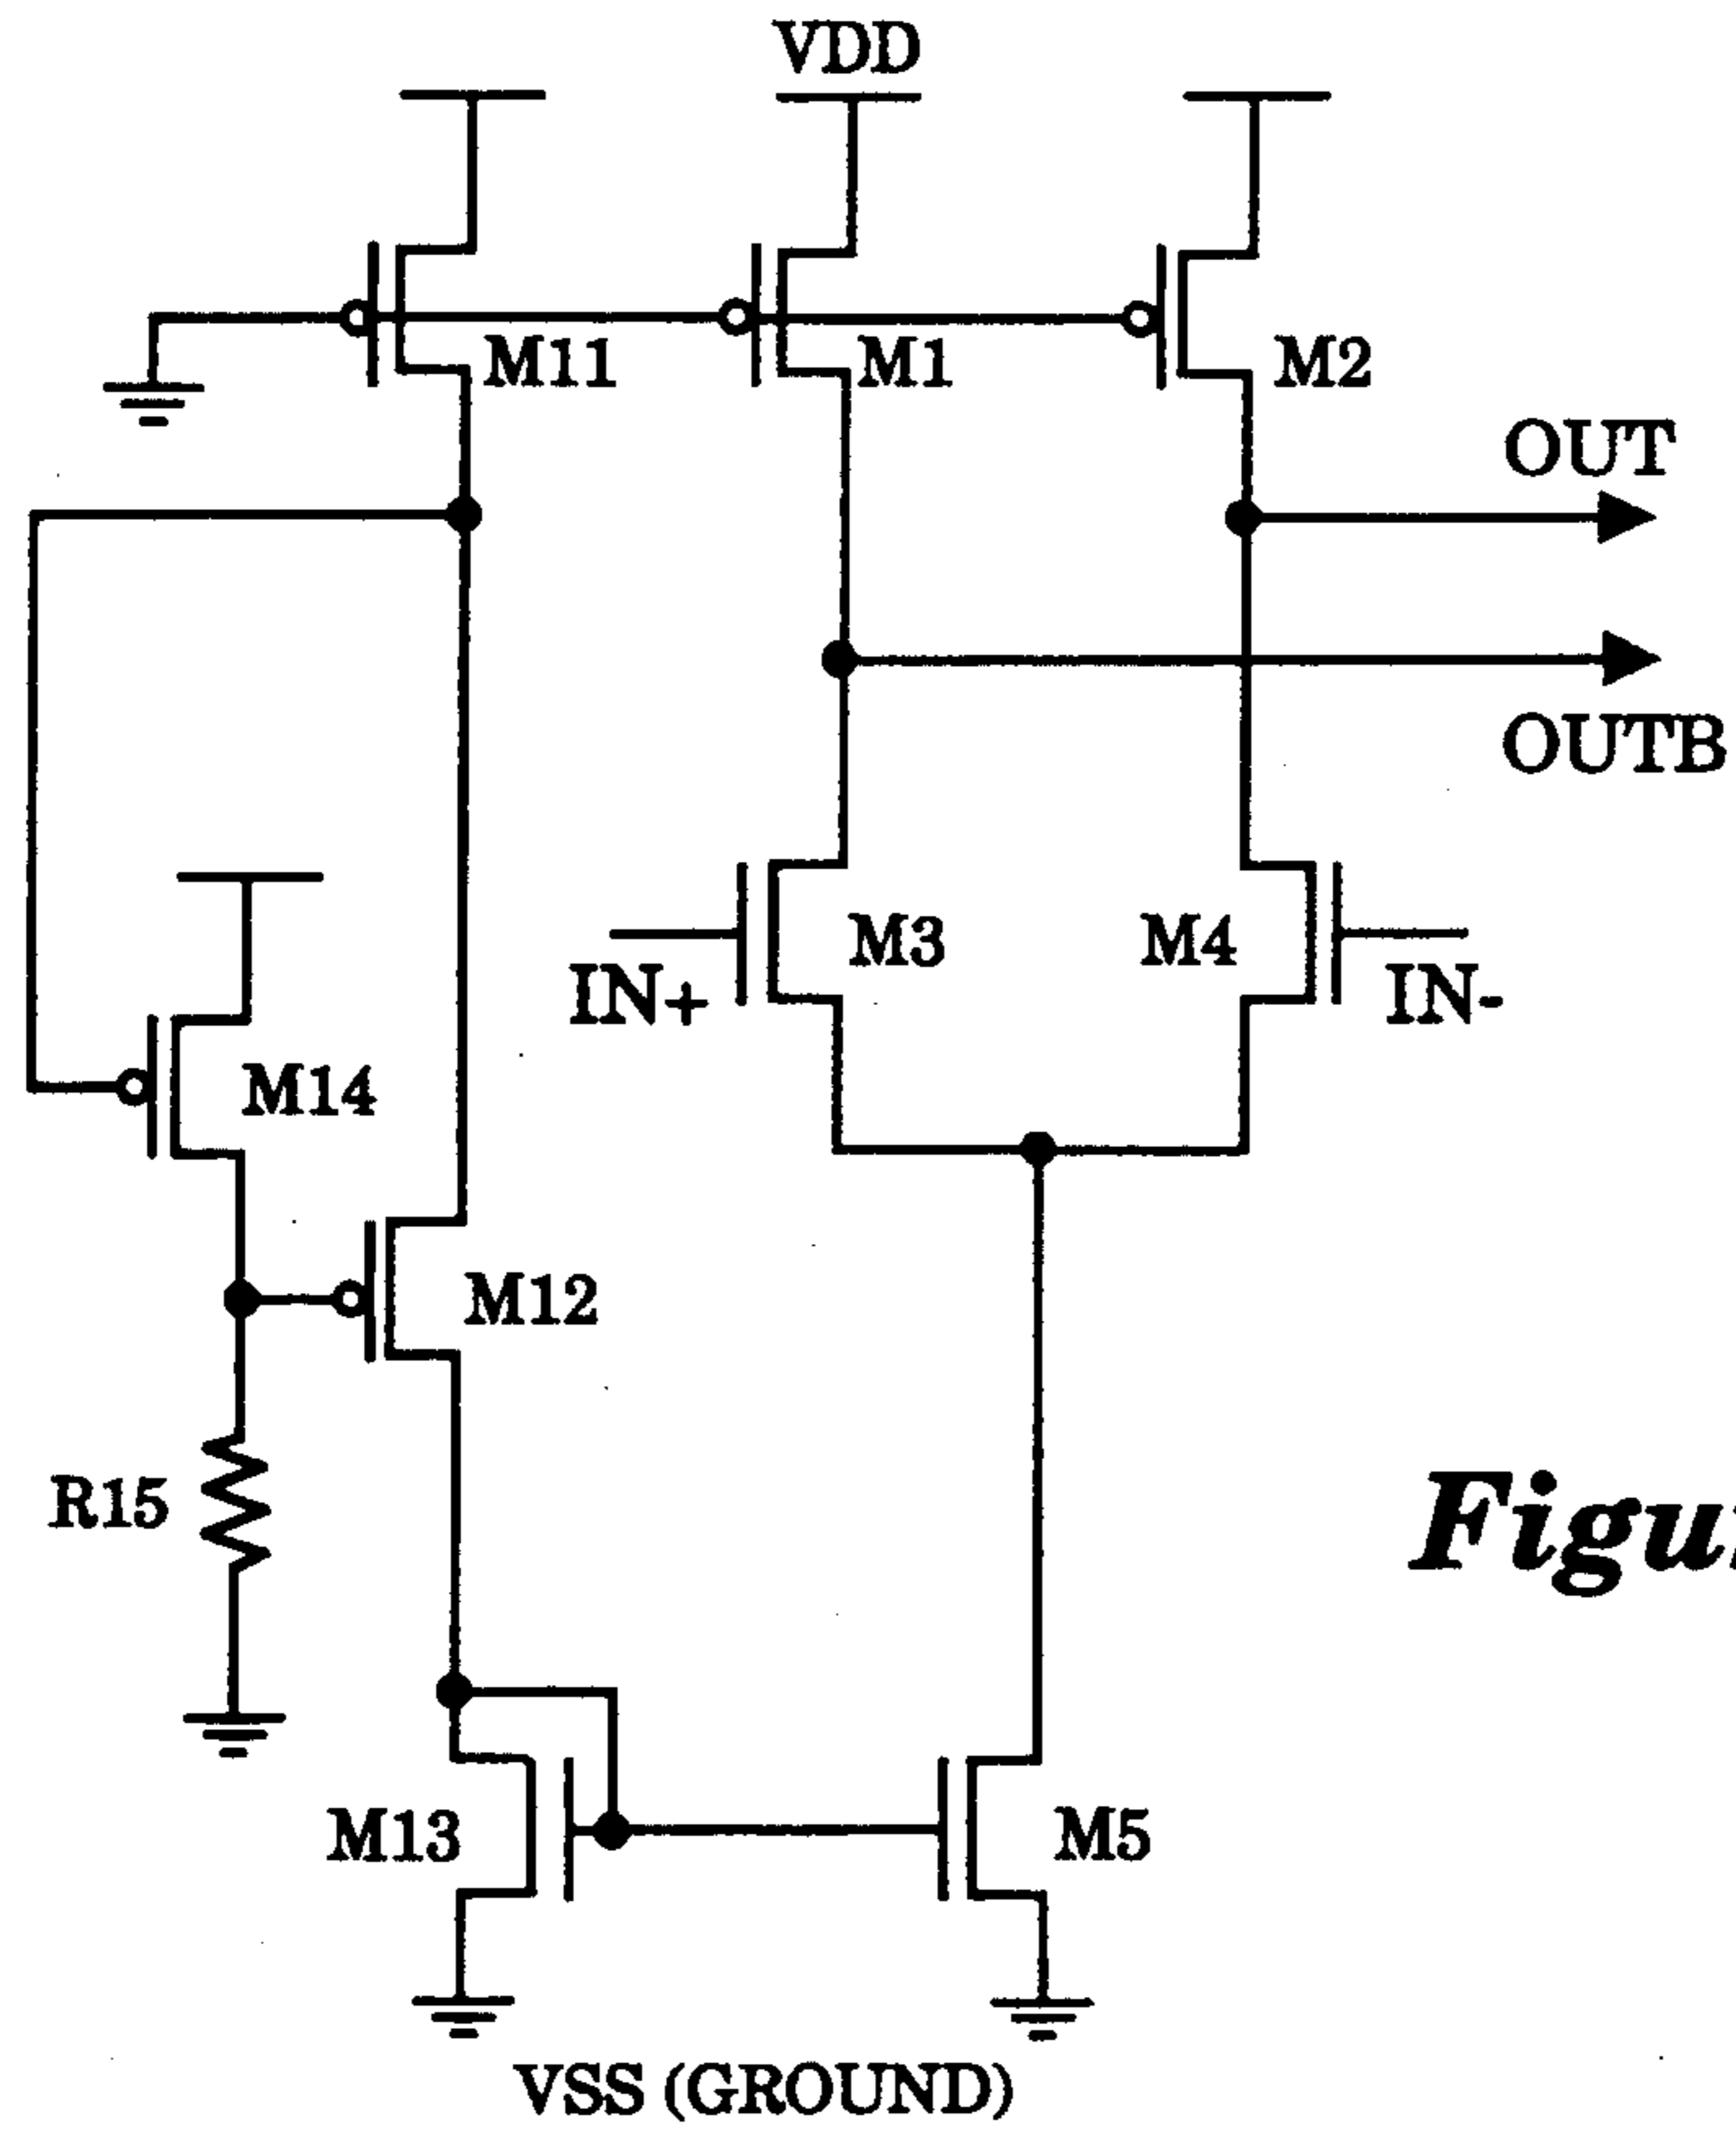 VDD
M11
M1
M2
OUT
OUTB
M3
M4
IN+
IN-
M14
M12
R15
M13
M5
VSS (GROUND)